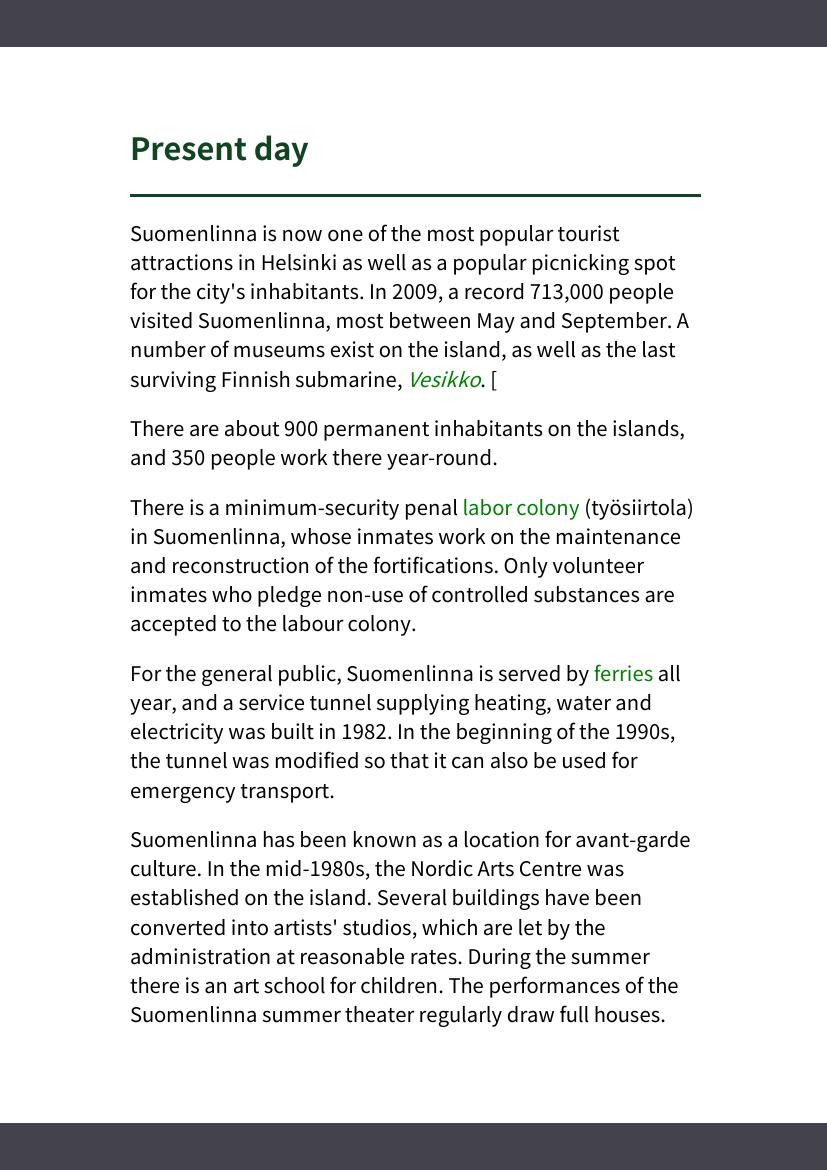 Present day
Suomenlinna is now one of the most popular tourist
attractions in Helsinki as well as a popular picnicking spot
for the city's inhabitants. In 2009, a record 713,000 people
visited Suomenlinna, most between May and September. A
number of museums exist on the island, as well as the last
surviving Finnish submarine, Vesikko. [
There are about 900 permanent inhabitants on the islands,
and 350 people work there year-round.
There is a minimum-security penal labor colony (työsiirtola)
in Suomenlinna, whose inmates work on the maintenance
and reconstruction of the fortifications. Only volunteer
inmates who pledge non-use of controlled substances are
accepted to the labour colony.
For the general public, Suomenlinna is served by ferries all
year, and a service tunnel supplying heating, water and
electricity was built in 1982. In the beginning of the 1990s,
the tunnel was modified so that it can also be used for
emergency transport.
Suomenlinna has been known as a location for avant-garde
culture. In the mid-1980s, the Nordic Arts Centre was
established on the island. Several buildings have been
converted into artists' studios, which are let by the
administration at reasonable rates. During the summer
there is an art school for children. The performances of the
Suomenlinna summer theater regularly draw full houses.